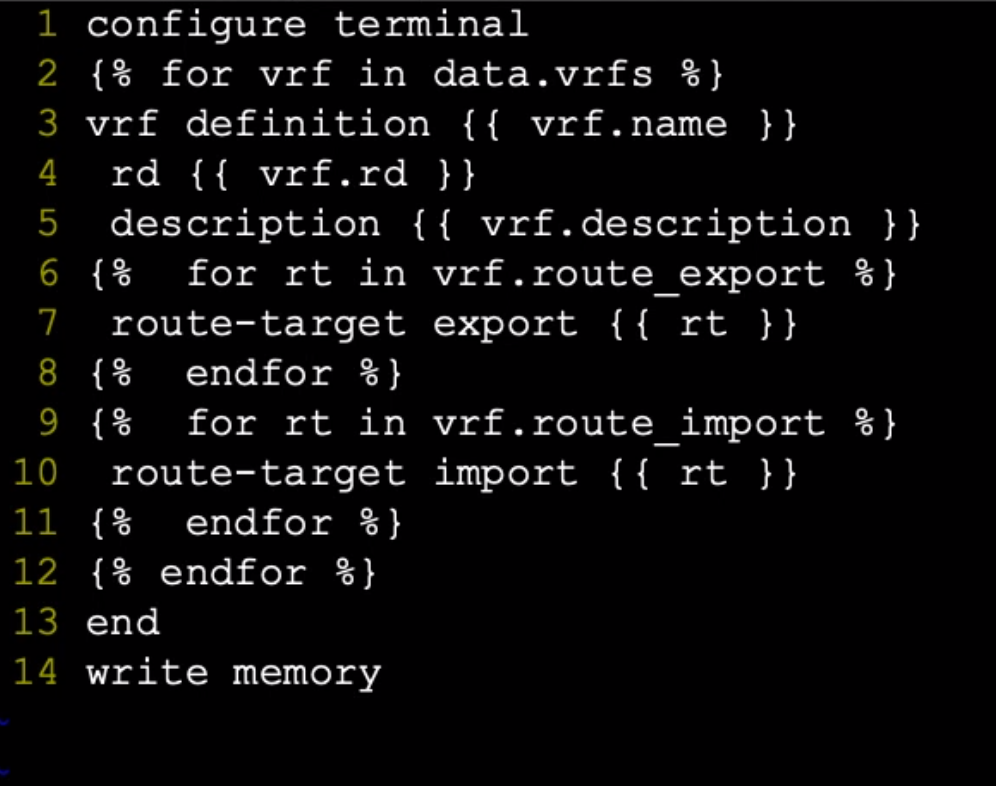 1 configure terminal
2 {% for vrf in data.vrfs %}
3 vrf definition {{ vrf.name }}
4  rd {{ vrf.rd }}
5  description {{ vrf.description }}
6 {%  for rt in vrf.route_export %}
7  route-target export {{ rt }}
8 {%  endfor %}
9 {%  for rt in vrf.route_import %}
10  route-target import {{ rt }}
11 {%  endfor %}
12 {% endfor %}
13 end
14 write memory
~
~